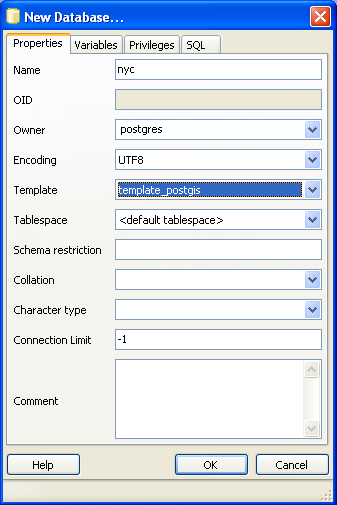 New Database...
Properties Variables Privileges SQL
Name nyc
OID
Owner postgres
Encoding UTF8
Template template_postgis
Tablespace <default tablespace>
Schema restriction
Collation
Character type
Connection Limit -1
Comment
Help OK Cancel